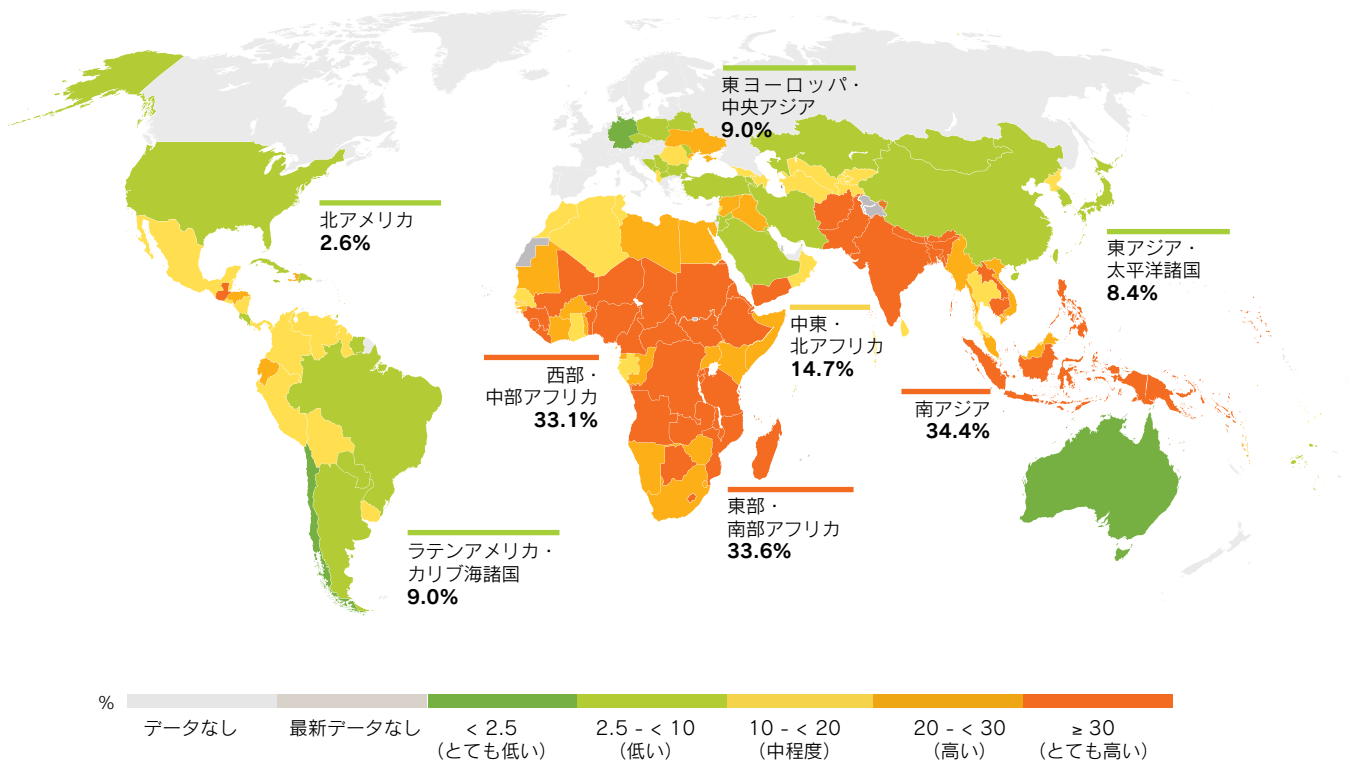 東ヨーロッパ・
中央アジア
9.0%
北アメリカ
2.6%
東アジア・
太平洋諸国
8.4%
中東・
北アフリカ
14.7%
西部・
中部アフリカ
33.1%
南アジア
34.4%
東部・
南部アフリカ
33.6%
ラテンアメリカ・
カリブ海諸国
9.0%
%
データなし 最新データなし < 2.5 2.5 - < 10 10 - < 20 20 - < 30 ≥ 30
（とても低い） （低い） （中程度） （高い） （とても高い）